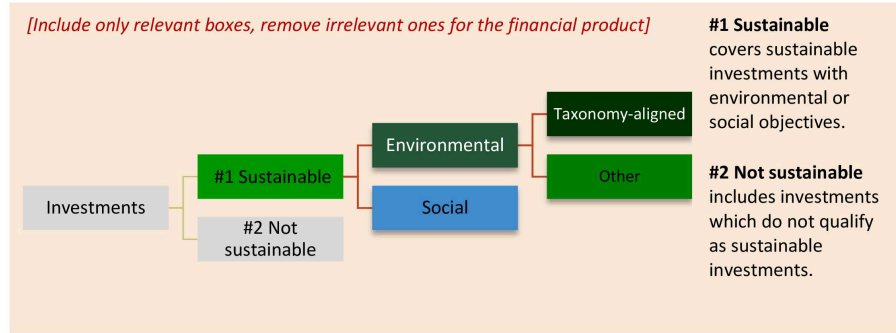 [Include only relevant boxes, remove irrelevant ones for the financial product]
Investments
#1 Sustainable
#2 Not
sustainable
Environmental
Social
Taxonomy-aligned
Other
#1 Sustainable
covers sustainable
investments with
environmental or
social objectives.
#2 Not sustainable
includes investments
which do not qualify
as sustainable
investments.